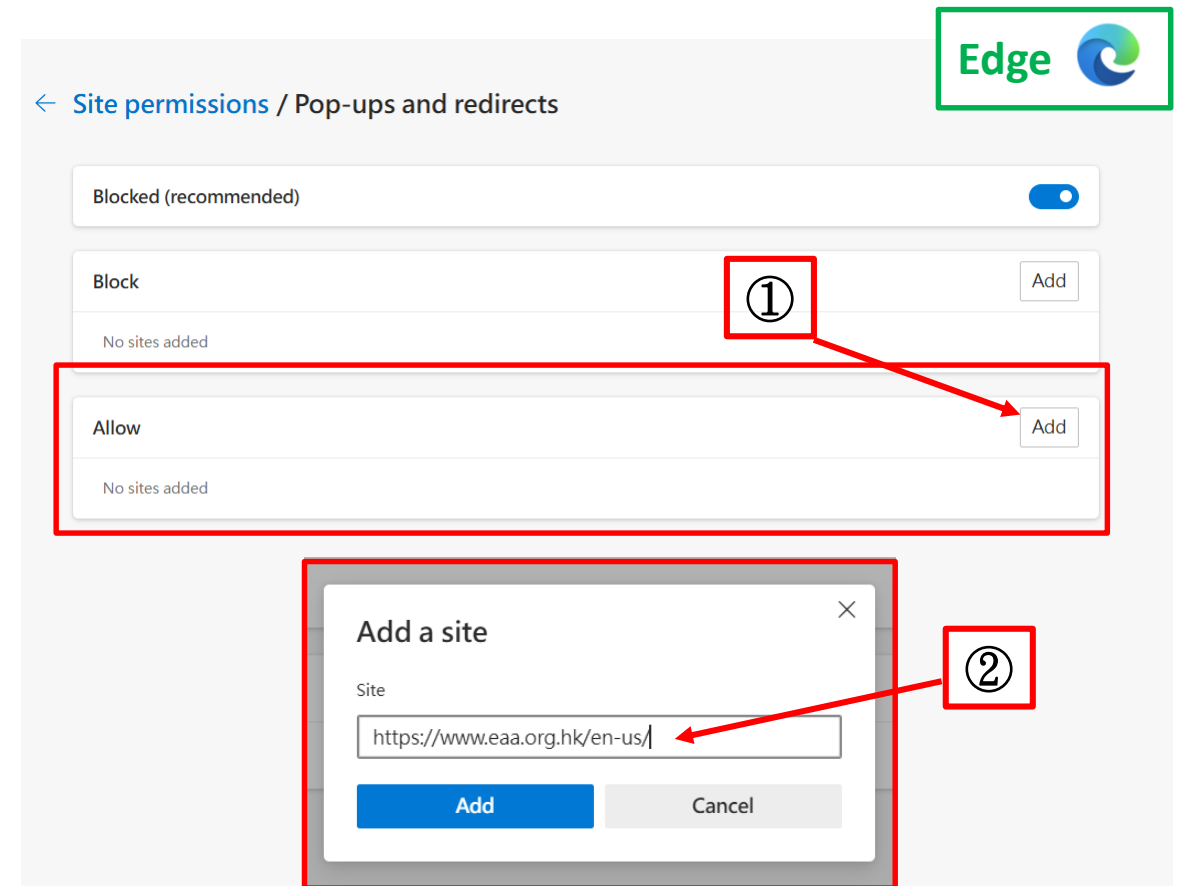 Edge
← Site permissions / Pop-ups and redirects
Blocked (recommended)
Block
Add
①
No sites added
Allow
Add
No sites added
Add a site
Site
②
https://www.eaa.org.hk/en-us/
Add
Cancel